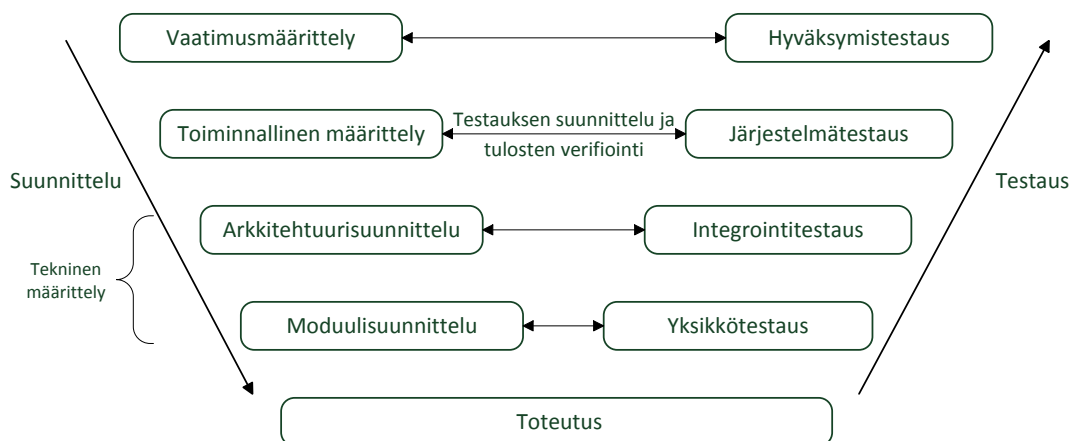 Vaatimusmäärittely
Hyväksymistestaus
Toiminnallinen määrittely
Testauksen suunnittelu ja
tulosten verifiointi
Järjestelmätestaus
Suunnittelu
Testaus
Arkkitehtuurisuunnittelu
Integrointitestaus
Tekninen
määrittely
Moduulisuunnittelu
Yksikkötestaus
Toteutus